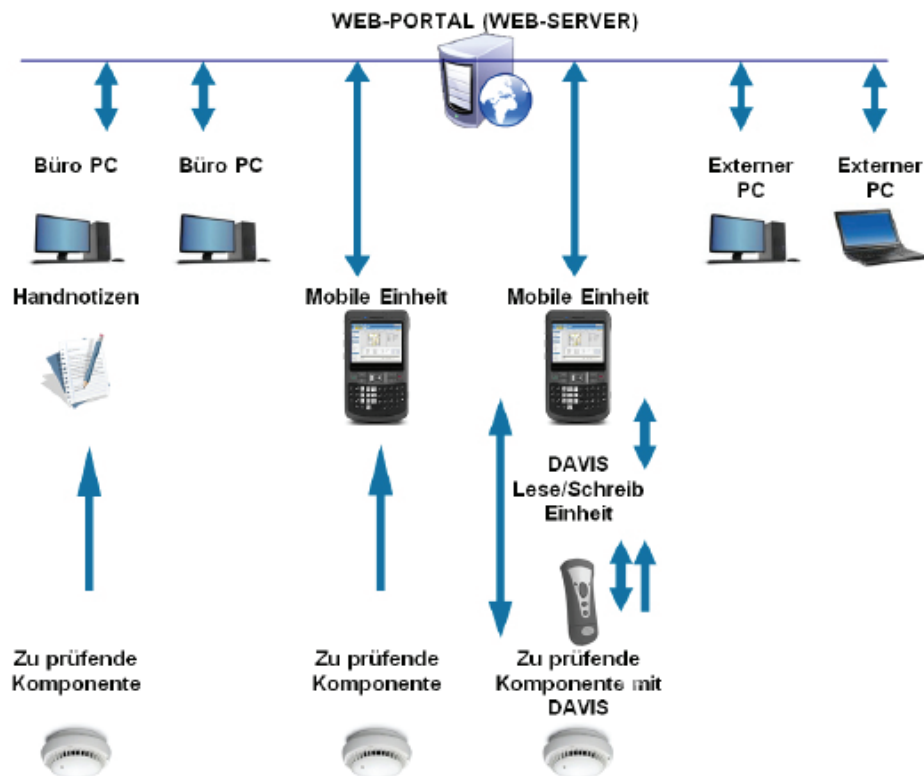 WEB-PORTAL (WEB-SERVER)
Büro PC
Büro PC
Externer
PC
Externer
PC
Handnotizen
Mobile Einheit
Mobile Einheit
DAVIS
Lese/Schreib
Einheit
Zu prüfende
Komponente
Zu prüfende
Komponente
Zu prüfende
Komponente mit
DAVIS